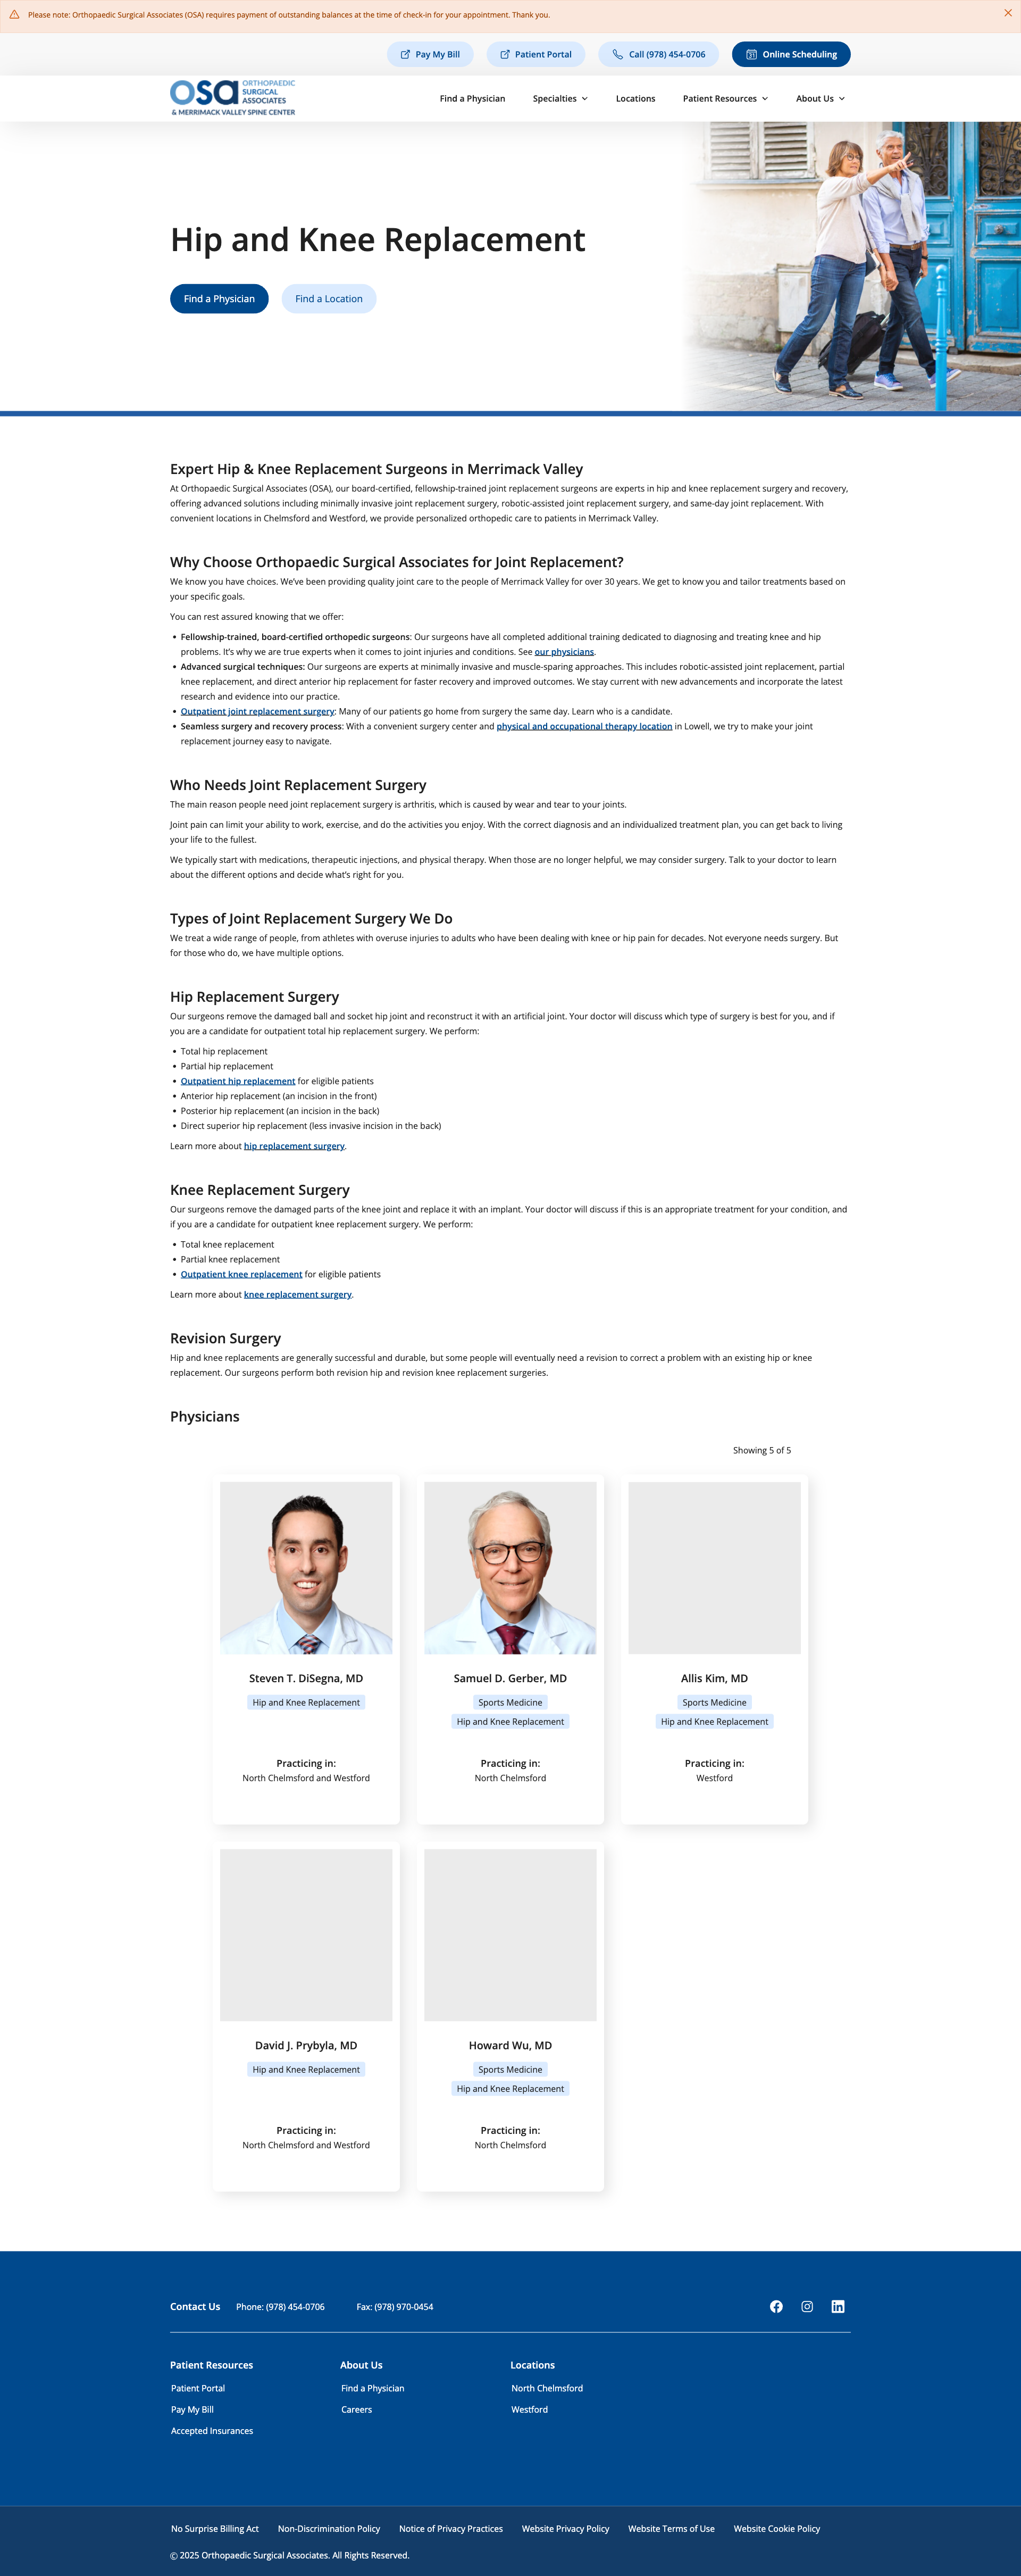 Please note: Orthopaedic Surgical Associates (OSA) requires payment of outstanding balances at the time of check-in for your appointment. Thank you.
Pay My Bill
Patient Portal
Call (978) 454-0706
Online Scheduling
OSA ORTHOPAEDIC
SURGICAL
ASSOCIATES
& MERRIMACK VALLEY SPINE CENTER
Find a Physician
Specialties
Locations
Patient Resources
About Us
Hip and Knee Replacement
Find a Physician
Find a Location
Expert Hip & Knee Replacement Surgeons in Merrimack Valley
At Orthopaedic Surgical Associates (OSA), our board-certified, fellowship-trained joint replacement surgeons are experts in hip and knee replacement surgery and recovery,
offering advanced solutions including minimally invasive joint replacement surgery, robotic-assisted joint replacement surgery, and same-day joint replacement. With
convenient locations in Chelmsford and Westford, we provide personalized orthopedic care to patients in Merrimack Valley.
Why Choose Orthopaedic Surgical Associates for Joint Replacement?
We know you have choices. We've been providing quality joint care to the people of Merrimack Valley for over 30 years. We get to know you and tailor treatments based on
your specific goals.
You can rest assured knowing that we offer:
• Fellowship-trained, board-certified orthopedic surgeons: Our surgeons have all completed additional training dedicated to diagnosing and treating knee and hip
problems. It's why we are true experts when it comes to joint injuries and conditions. See our physicians.
• Advanced surgical techniques: Our surgeons are experts at minimally invasive and muscle-sparing approaches. This includes robotic-assisted joint replacement, partial
knee replacement, and direct anterior hip replacement for faster recovery and improved outcomes. We stay current with new advancements and incorporate the latest
research and evidence into our practice.
• Outpatient joint replacement surgery: Many of our patients go home from surgery the same day. Learn who is a candidate.
• Seamless surgery and recovery process: With a convenient surgery center and physical and occupational therapy location in Lowell, we try to make your joint
replacement journey easy to navigate.
Who Needs Joint Replacement Surgery
The main reason people need joint replacement surgery is arthritis, which is caused by wear and tear to your joints.
Joint pain can limit your ability to work, exercise, and do the activities you enjoy. With the correct diagnosis and an individualized treatment plan, you can get back to living
your life to the fullest.
We typically start with medications, therapeutic injections, and physical therapy. When those are no longer helpful, we may consider surgery. Talk to your doctor to learn
about the different options and decide what's right for you.
Types of Joint Replacement Surgery We Do
We treat a wide range of people, from athletes with overuse injuries to adults who have been dealing with knee or hip pain for decades. Not everyone needs surgery. But
for those who do, we have multiple options.
Hip Replacement Surgery
Our surgeons remove the damaged ball and socket hip joint and reconstruct it with an artificial joint. Your doctor will discuss which type of surgery is best for you, and if
you are a candidate for outpatient total hip replacement surgery. We perform:
• Total hip replacement
• Partial hip replacement
• Outpatient hip replacement for eligible patients
• Anterior hip replacement (an incision in the front)
• Posterior hip replacement (an incision in the back)
• Direct superior hip replacement (less invasive incision in the back)
Learn more about hip replacement surgery.
Knee Replacement Surgery
Our surgeons remove the damaged parts of the knee joint and replace it with an implant. Your doctor will discuss if this is an appropriate treatment for your condition, and
if you are a candidate for outpatient knee replacement surgery. We perform:
• Total knee replacement
• Partial knee replacement
• Outpatient knee replacement for eligible patients
Learn more about knee replacement surgery.
Revision Surgery
Hip and knee replacements are generally successful and durable, but some people will eventually need a revision to correct a problem with an existing hip or knee
replacement. Our surgeons perform both revision hip and revision knee replacement surgeries.
Physicians
Showing 5 of 5
Steven T. DiSegna, MD
Hip and Knee Replacement
Practicing in:
North Chelmsford and Westford
Samuel D. Gerber, MD
Sports Medicine
Hip and Knee Replacement
Practicing in:
North Chelmsford
Allis Kim, MD
Sports Medicine
Hip and Knee Replacement
Practicing in:
Westford
David J. Prybyla, MD
Hip and Knee Replacement
Practicing in:
North Chelmsford and Westford
Howard Wu, MD
Sports Medicine
Hip and Knee Replacement
Practicing in:
North Chelmsford
Contact Us
Phone: (978) 454-0706
Fax: (978) 970-0454
Patient Resources
Patient Portal
Pay My Bill
Accepted Insurances
About Us
Find a Physician
Careers
Locations
North Chelmsford
Westford
No Surprise Billing Act
Non-Discrimination Policy
Notice of Privacy Practices
Website Privacy Policy
Website Terms of Use
Website Cookie Policy
© 2025 Orthopaedic Surgical Associates. All Rights Reserved.